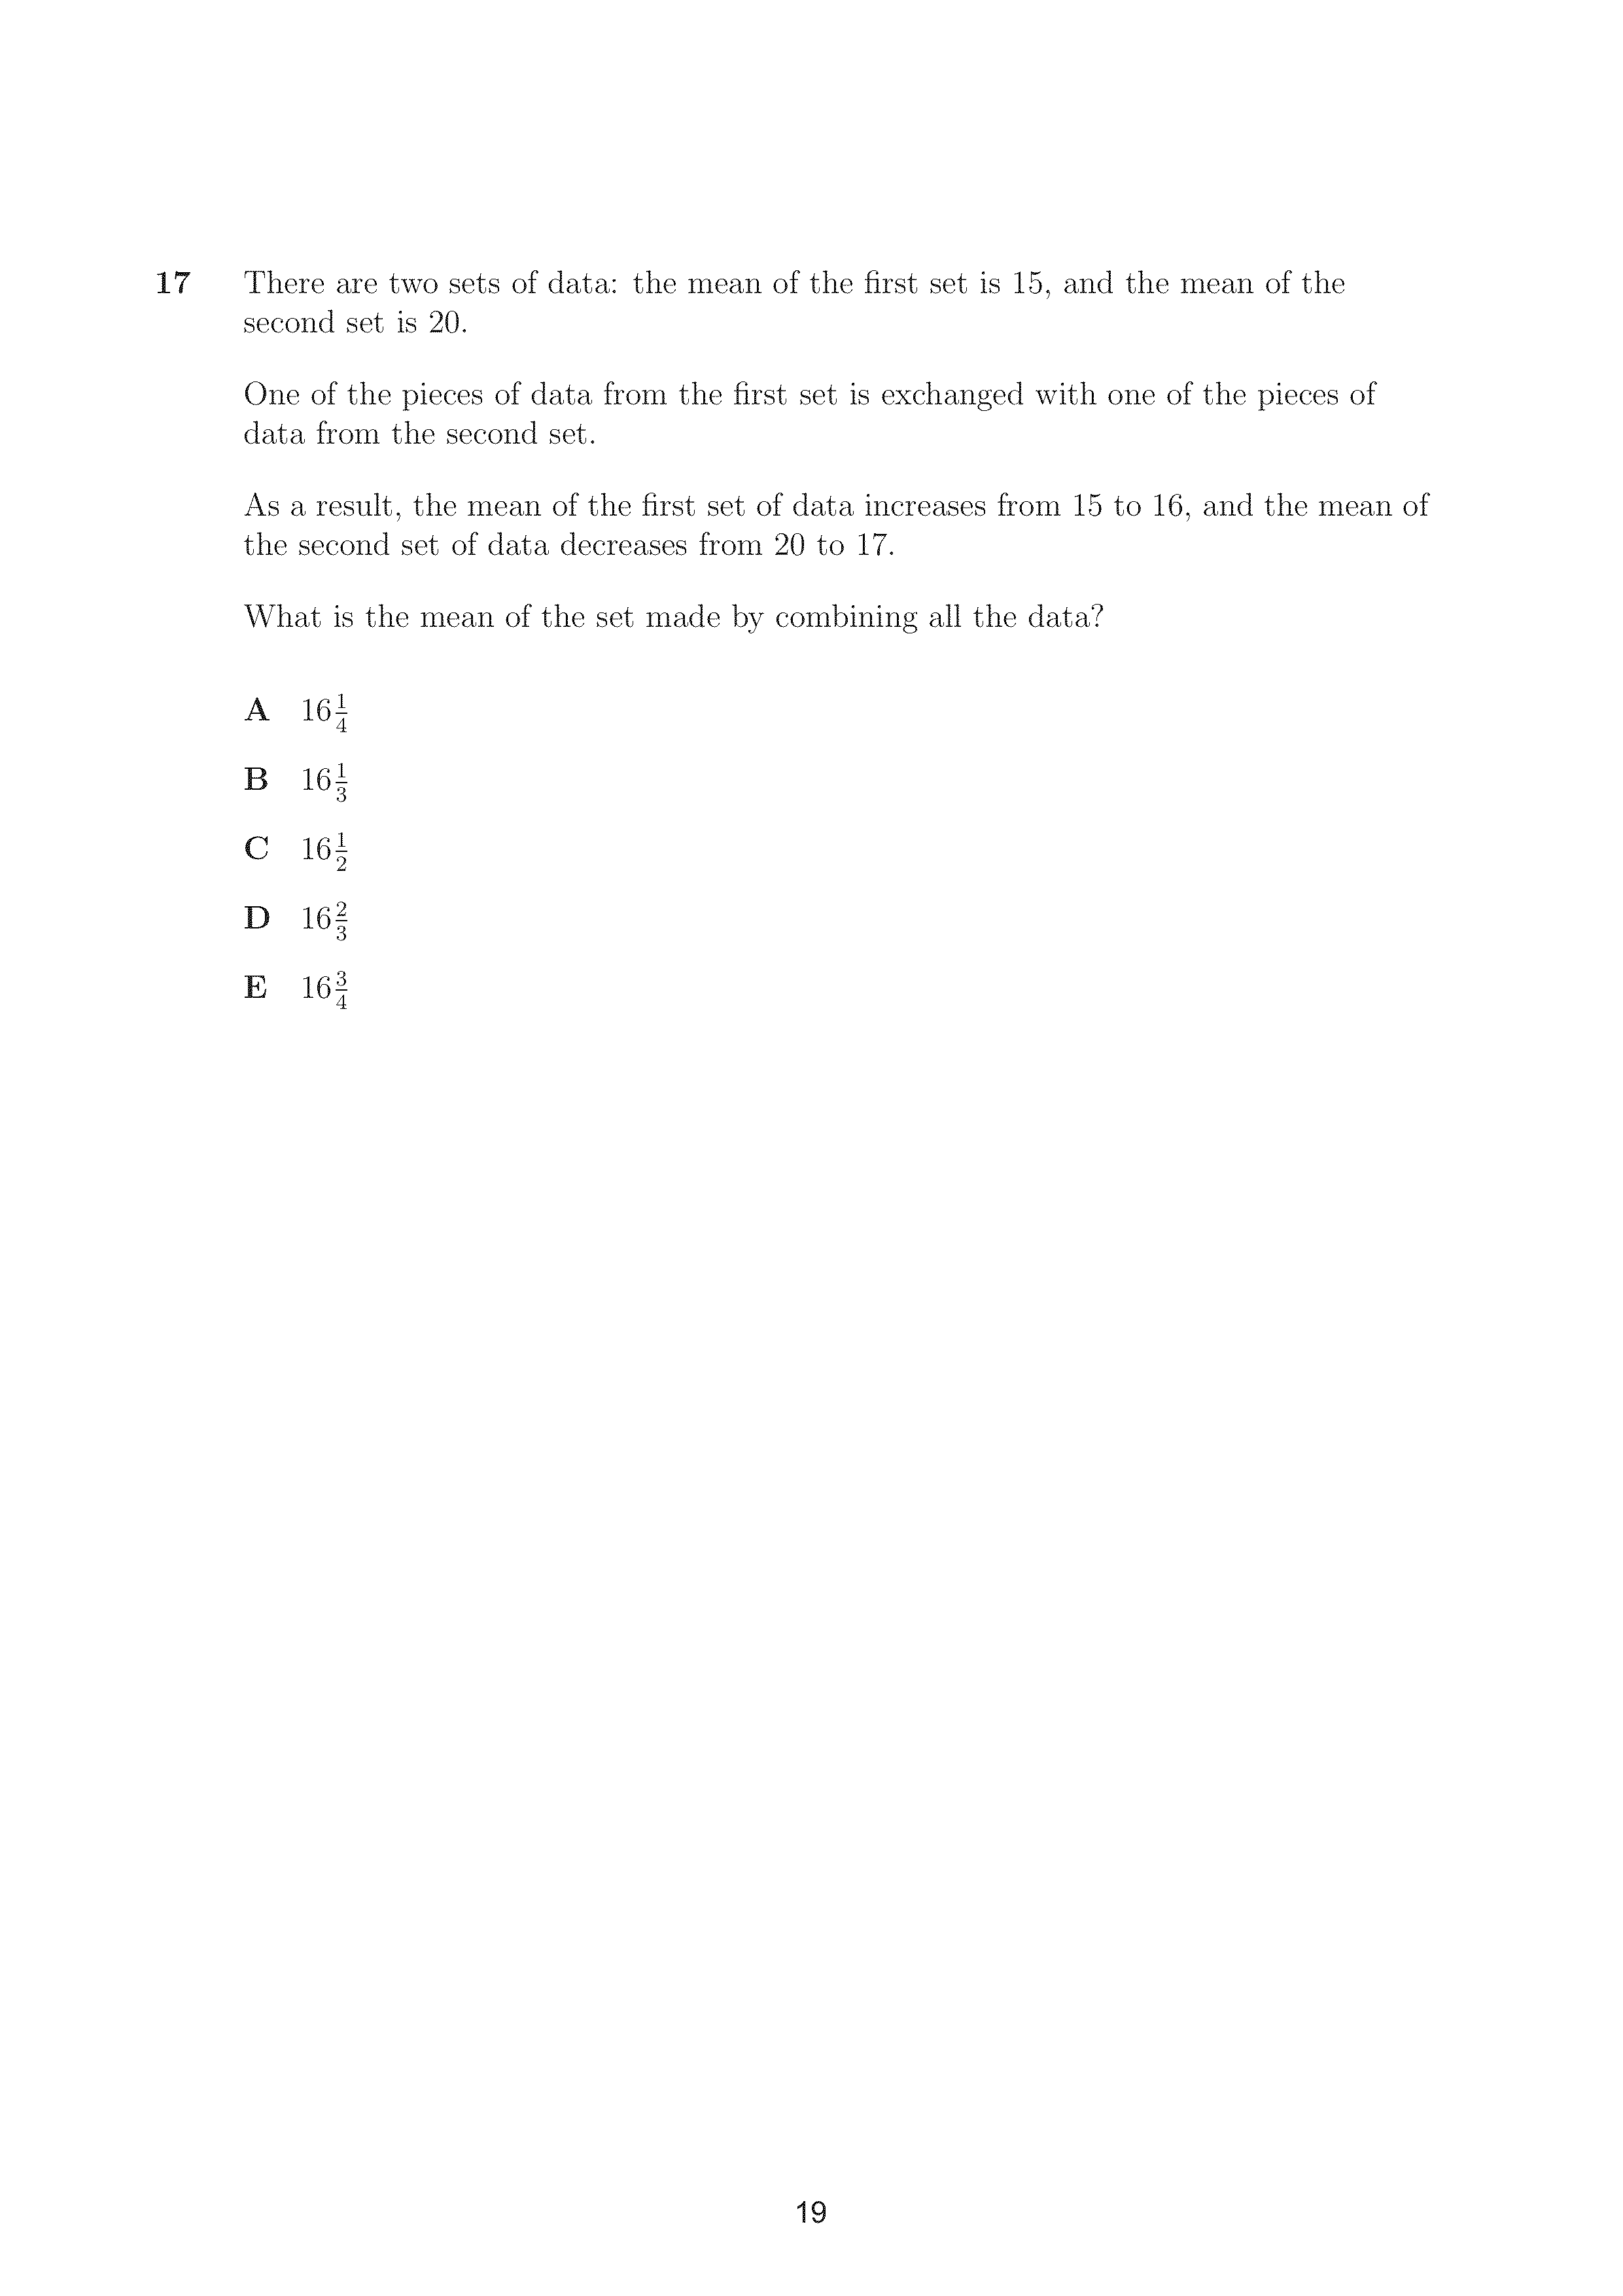 17 There are two sets of data: the mean of the first set is 15, and the mean of the
second set is 20.
One of the pieces of data from the first set is exchanged with one of the pieces of
data from the second set.
As a result, the mean of the first set of data increases from 15 to 16, and the mean of
the second set of data decreases from 20 to 17.
What is the mean of the set made by combining all the data?
A 16 1/4
B 16 1/3
C 16 1/2
D 16 2/3
E 16 3/4
19